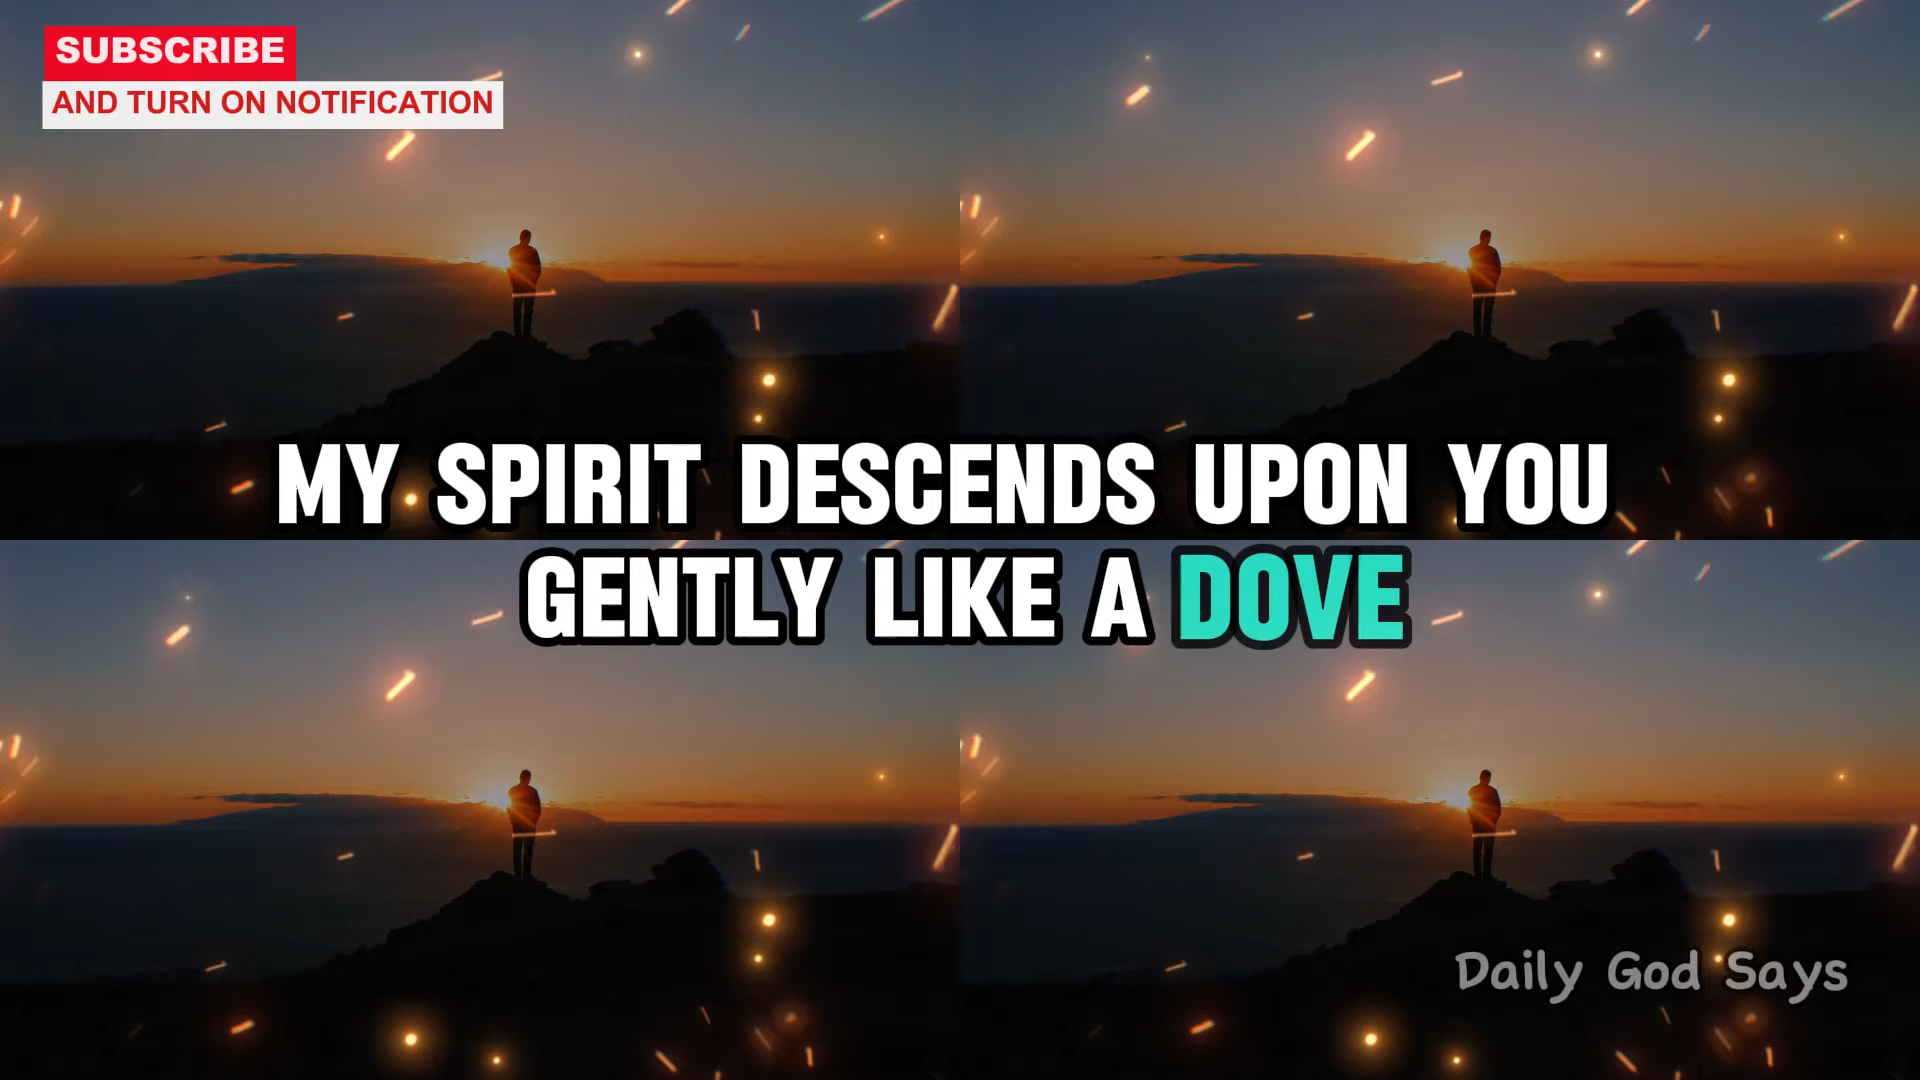 SUBSCRIBE
AND TURN ON NOTIFICATION
MY SPIRIT DESCENDS UPON YOU
GENTLY LIKE A DOVE
Daily God Says